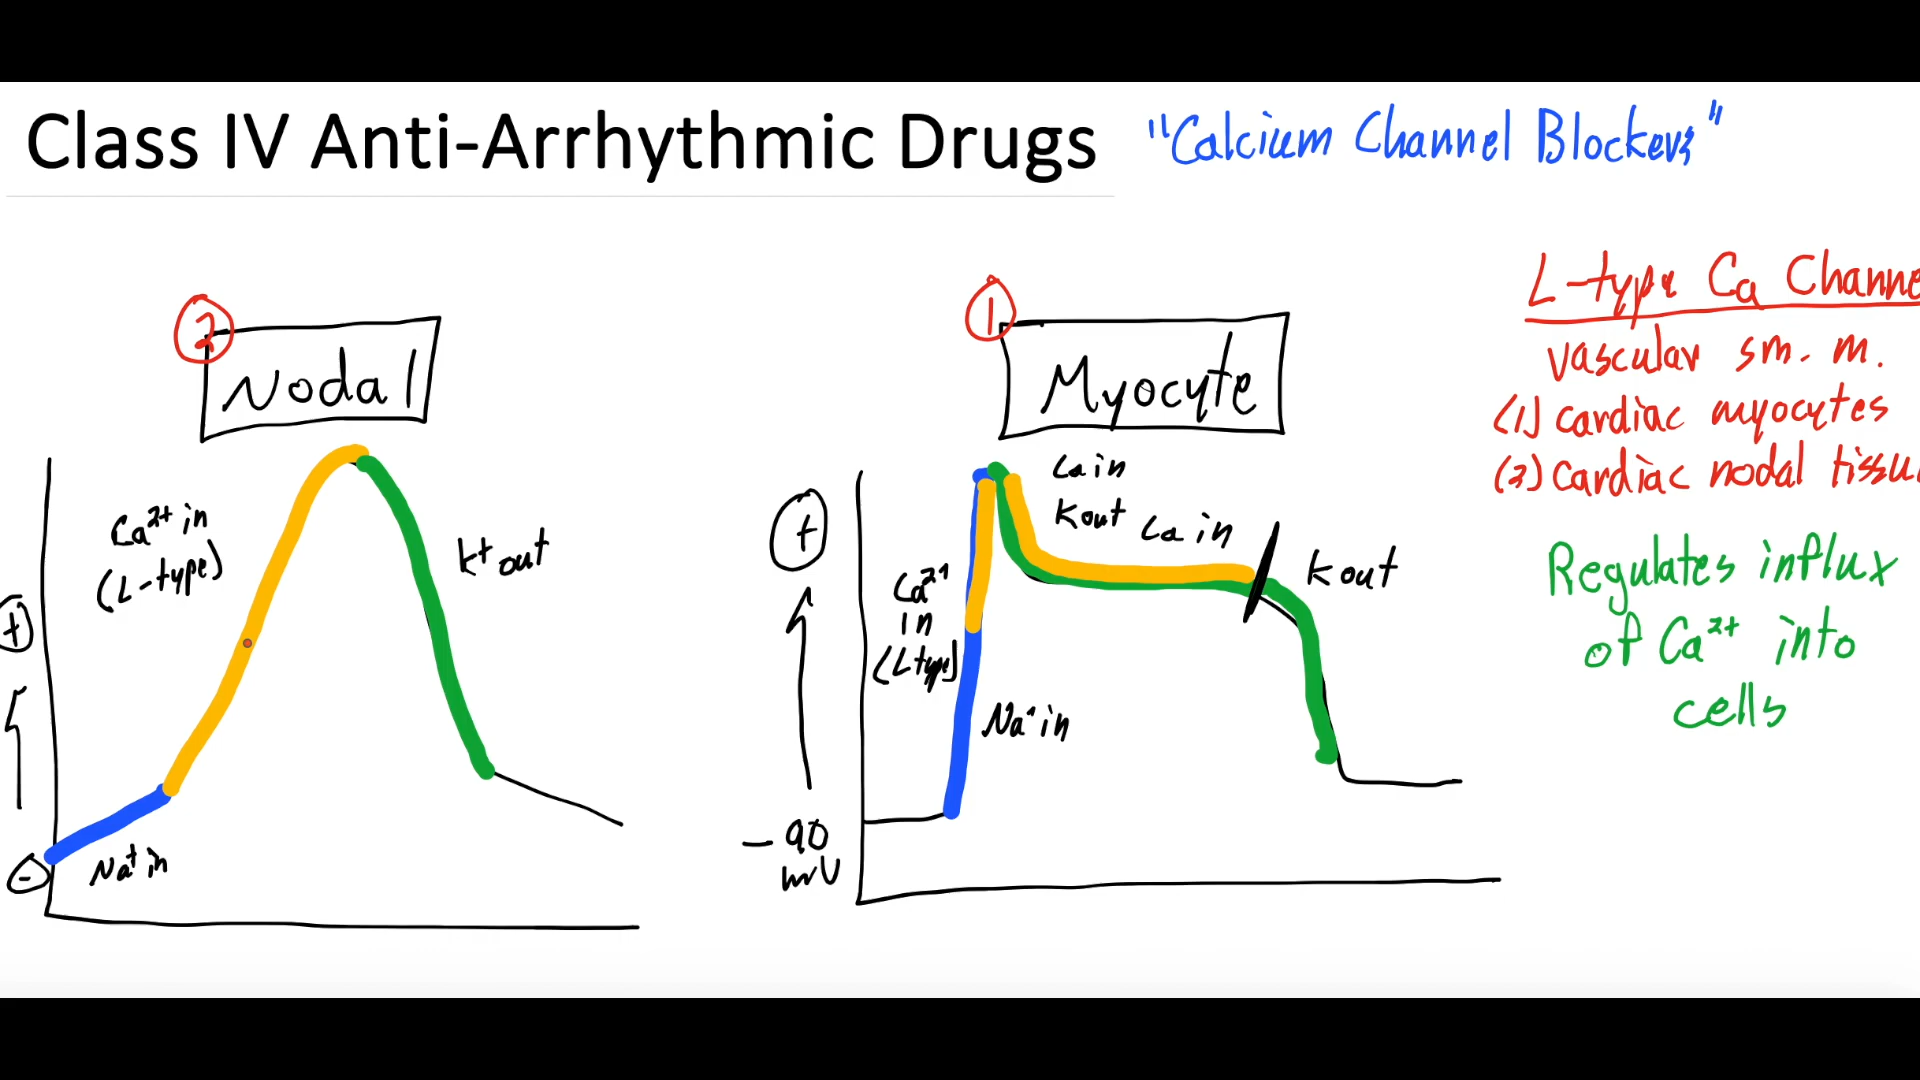 Class IV Anti-Arrhythmic Drugs "Calcium Channel Blockers"
2
Nodal
Ca²⁺ in
(L-type)
K⁺ out
+
-
Na⁺ in
1
Myocyte
Ca in
K out Ca in
K out
+
Ca²⁺
in
(L type)
Na⁺ in
- 90
mV
L-type Ca Channe
vascular sm. m.
(1) cardiac myocytes
(2) cardiac nodal tissu
Regulates influx
of Ca²⁺ into
cells